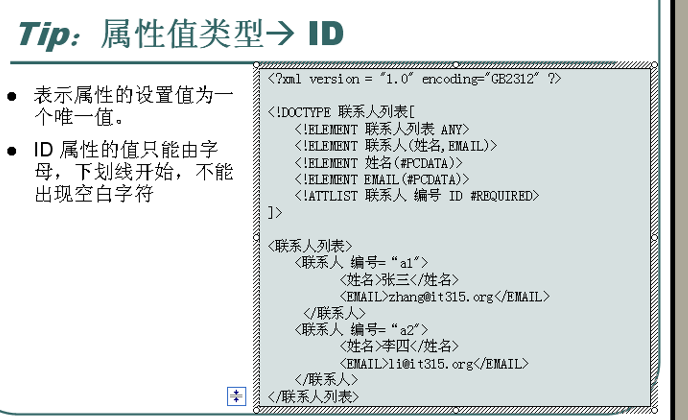 Tip：属性值类型→ ID
● 表示属性的设置值为一
个唯一值。
● ID 属性的值只能由字
母，下划线开始，不能
出现空白字符
<?xml version = "1.0" encoding="GB2312" ?>
<!DOCTYPE 联系人列表[
<!ELEMENT 联系人列表 ANY>
<!ELEMENT 联系人(姓名,EMAIL)>
<!ELEMENT 姓名(#PCDATA)>
<!ELEMENT EMAIL(#PCDATA)>
<!ATTLIST 联系人 编号 ID #REQUIRED>
]>
<联系人列表>
<联系人 编号=“a1">
<姓名>张三</姓名>
<EMAIL>zhang@it315.org</EMAIL>
</联系人>
<联系人 编号=“a2">
<姓名>李四</姓名>
<EMAIL>li@it315.org</EMAIL>
</联系人>
</联系人列表>